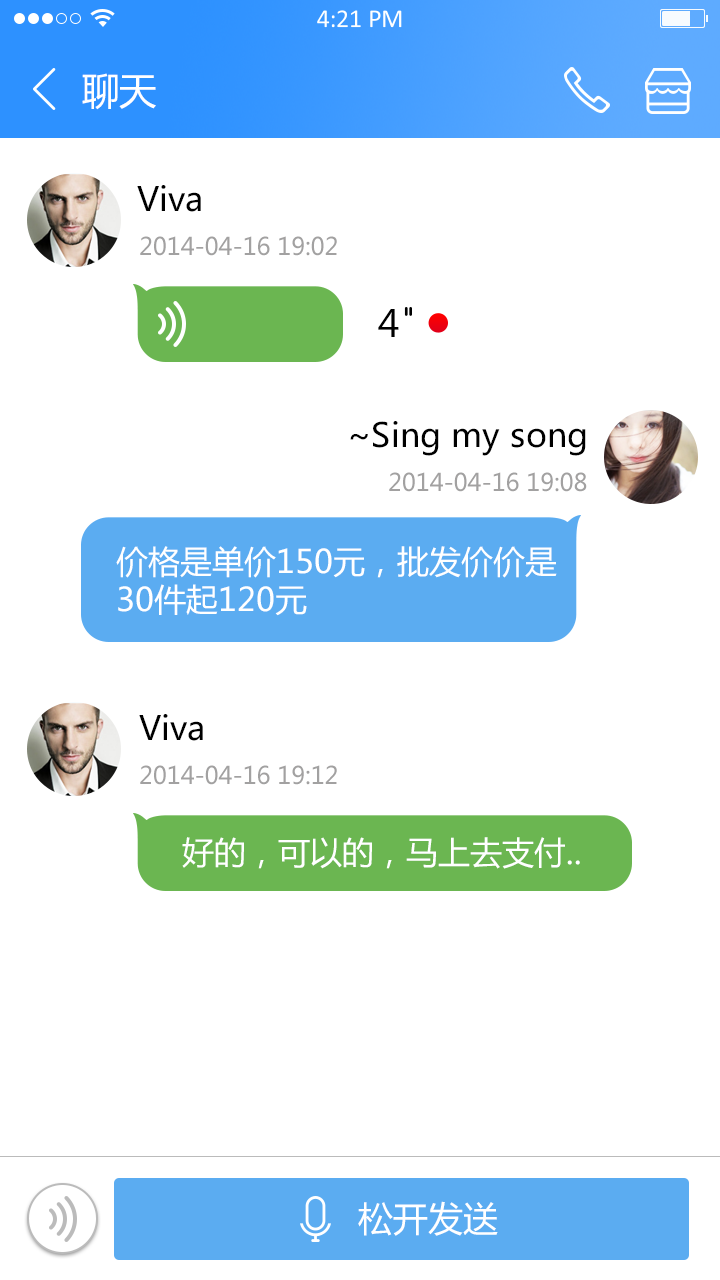 4:21 PM
聊天
Viva
2014-04-16 19:02
4"
~Sing my song
2014-04-16 19:08
价格是单价150元，批发价价是
30件起120元
Viva
2014-04-16 19:12
好的，可以的，马上去支付..
松开发送